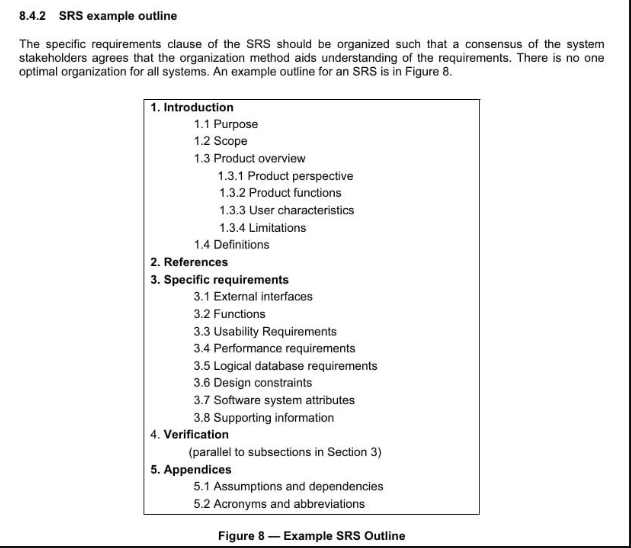 8.4.2 SRS example outline
The specific requirements clause of the SRS should be organized such that a consensus of the system
stakeholders agrees that the organization method aids understanding of the requirements. There is no one
optimal organization for all systems. An example outline for an SRS is in Figure 8.
1. Introduction
1.1 Purpose
1.2 Scope
1.3 Product overview
1.3.1 Product perspective
1.3.2 Product functions
1.3.3 User characteristics
1.3.4 Limitations
1.4 Definitions
2. References
3. Specific requirements
3.1 External interfaces
3.2 Functions
3.3 Usability Requirements
3.4 Performance requirements
3.5 Logical database requirements
3.6 Design constraints
3.7 Software system attributes
3.8 Supporting information
4. Verification
(parallel to subsections in Section 3)
5. Appendices
5.1 Assumptions and dependencies
5.2 Acronyms and abbreviations
Figure 8 — Example SRS Outline